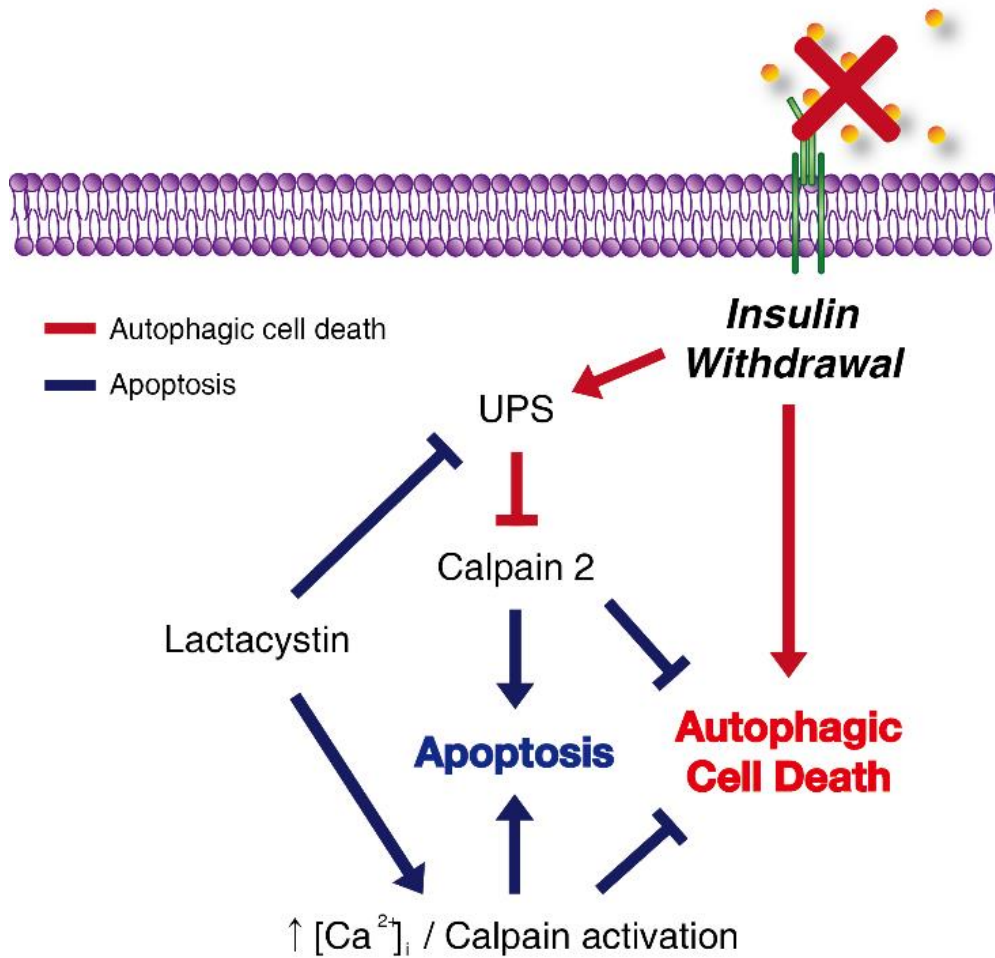 Insulin
Withdrawal
Autophagic cell death
Apoptosis
UPS
Calpain 2
Lactacystin
Apoptosis
Autophagic
Cell Death
↑ [Ca²⁺]ᵢ / Calpain activation